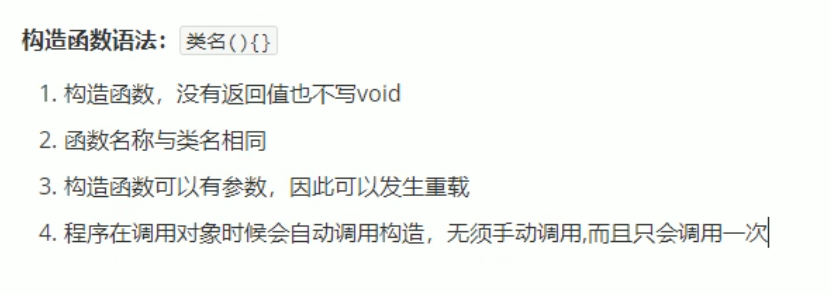 构造函数语法：类名(){}
1. 构造函数，没有返回值也不写void
2. 函数名称与类名相同
3. 构造函数可以有参数，因此可以发生重载
4. 程序在调用对象时候会自动调用构造，无须手动调用,而且只会调用一次